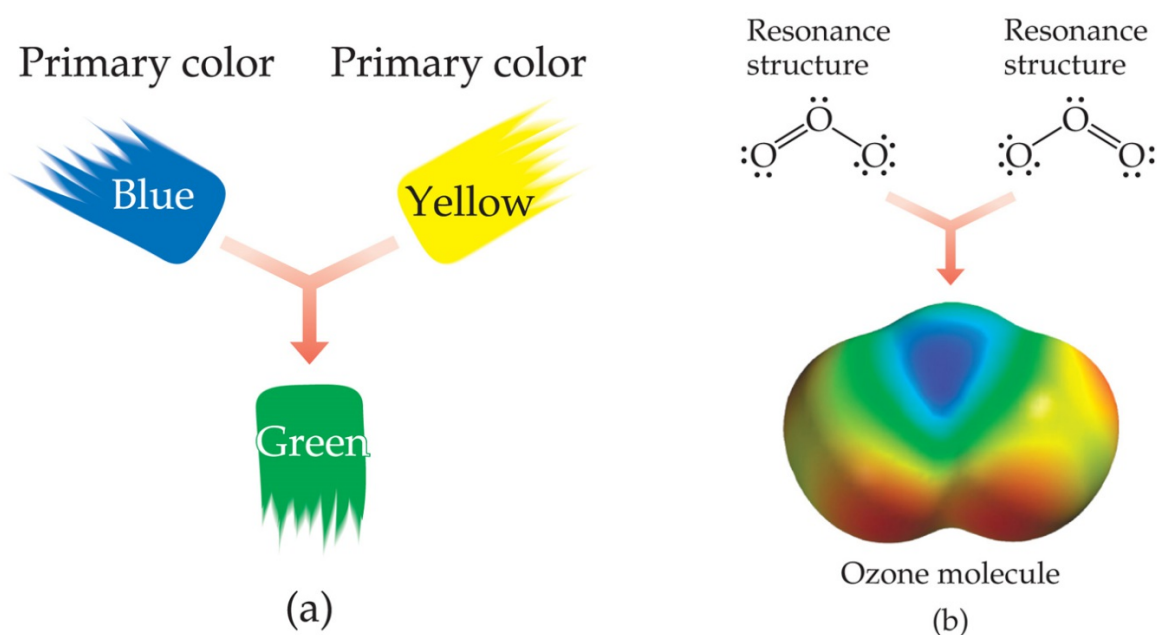 Primary color
Primary color
Blue
Yellow
Green
(a)
Resonance
structure
Resonance
structure
O
O
O
O
O
O
Ozone molecule
(b)